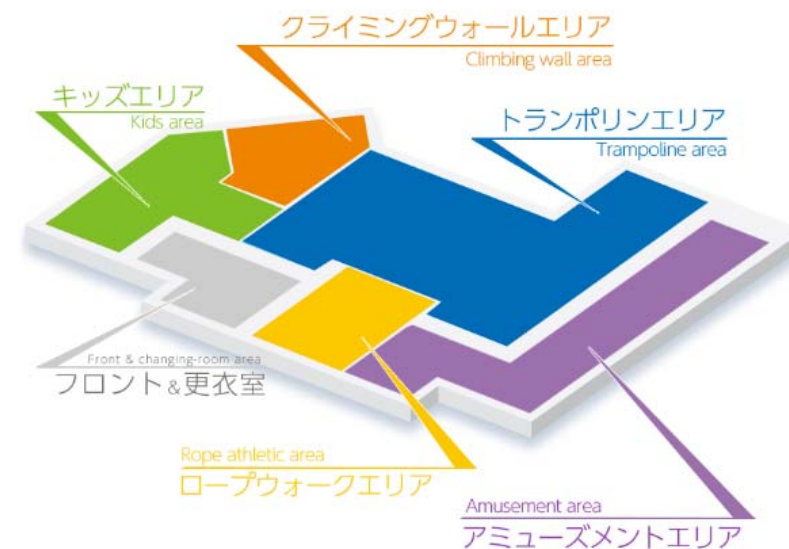 クライミングウォールエリア
Climbing wall area
キッズエリア
Kids area
トランポリンエリア
Trampoline area
Front & changing-room area
フロント&更衣室
Rope athletic area
ロープウォークエリア
Amusement area
アミューズメントエリア